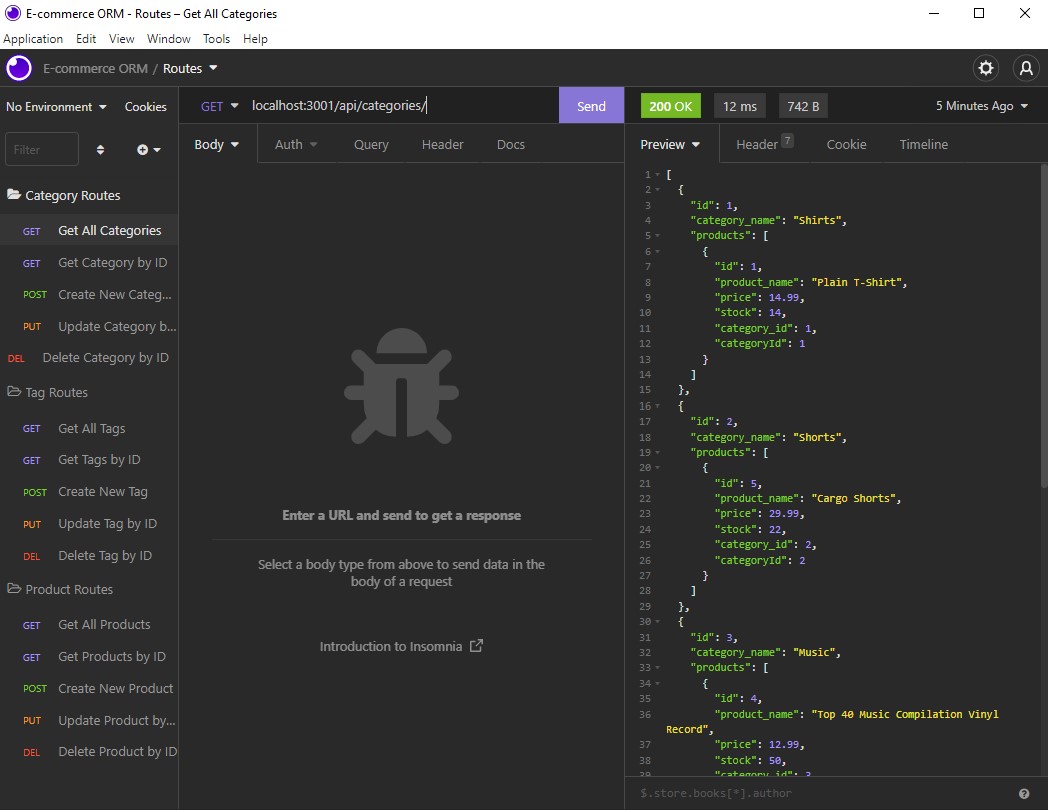 E-commerce ORM - Routes – Get All Categories
Application Edit View Window Tools Help
E-commerce ORM / Routes
No Environment Cookies
GET localhost:3001/api/categories/ Send
200 OK 12 ms 742 B 5 Minutes Ago
Filter
Body Auth Query Header Docs
Preview Header 7 Cookie Timeline
Category Routes
GET Get All Categories
GET Get Category by ID
POST Create New Categ...
PUT Update Category b...
DEL Delete Category by ID
Tag Routes
GET Get All Tags
GET Get Tags by ID
POST Create New Tag
PUT Update Tag by ID
DEL Delete Tag by ID
Product Routes
GET Get All Products
GET Get Products by ID
POST Create New Product
PUT Update Product by...
DEL Delete Product by ID
Enter a URL and send to get a response
Select a body type from above to send data in the
body of a request
Introduction to Insomnia
1 [
2 {
3 "id": 1,
4 "category_name": "Shirts",
5 "products": [
6 {
7 "id": 1,
8 "product_name": "Plain T-Shirt",
9 "price": 14.99,
10 "stock": 14,
11 "category_id": 1,
12 "categoryId": 1
13 }
14 ]
15 },
16 {
17 "id": 2,
18 "category_name": "Shorts",
19 "products": [
20 {
21 "id": 5,
22 "product_name": "Cargo Shorts",
23 "price": 29.99,
24 "stock": 22,
25 "category_id": 2,
26 "categoryId": 2
27 }
28 ]
29 },
30 {
31 "id": 3,
32 "category_name": "Music",
33 "products": [
34 {
35 "id": 4,
36 "product_name": "Top 40 Music Compilation Vinyl
Record",
37 "price": 12.99,
38 "stock": 50,
39 "category_id": 3
$.store.books[*].author